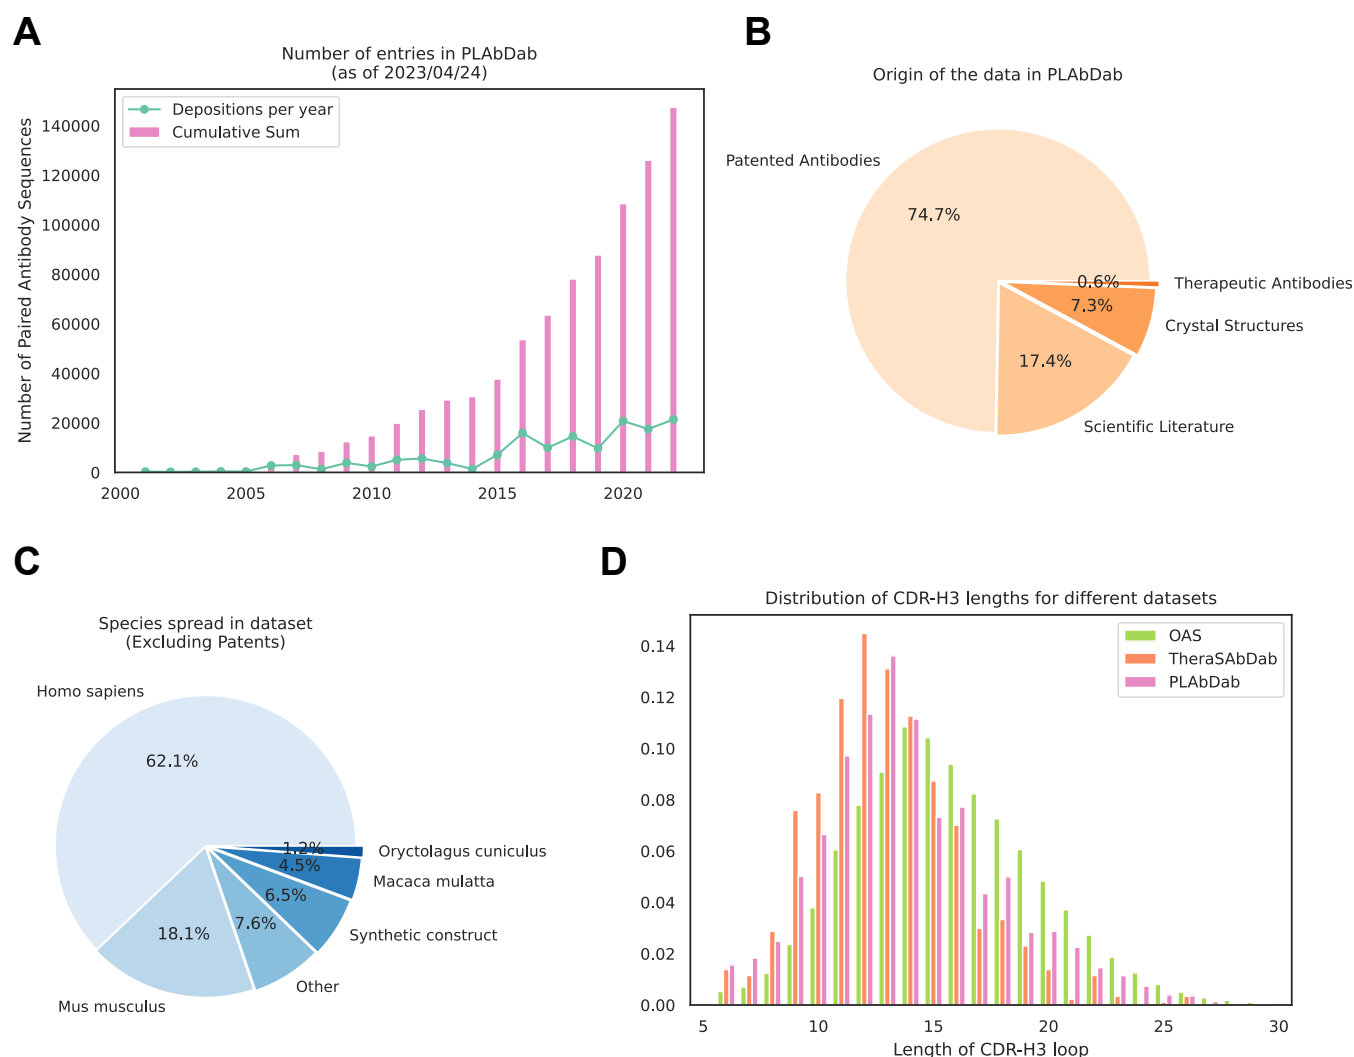 A
Number of entries in PLAbDab
(as of 2023/04/24)
Depositions per year
Cumulative Sum
Number of Paired Antibody Sequences
140000
120000
100000
80000
60000
40000
20000
0
2000
2005
2010
2015
2020
B
Origin of the data in PLAbDab
Patented Antibodies
74.7%
0.6%
Therapeutic Antibodies
7.3%
Crystal Structures
17.4%
Scientific Literature
C
Species spread in dataset
(Excluding Patents)
Homo sapiens
62.1%
1.2%
Oryctolagus cuniculus
4.5%
Macaca mulatta
6.5%
Synthetic construct
7.6%
Other
18.1%
Mus musculus
D
Distribution of CDR-H3 lengths for different datasets
OAS
TheraSAbDab
PLAbDab
0.14
0.12
0.10
0.08
0.06
0.04
0.02
0.00
5
10
15
20
25
30
Length of CDR-H3 loop